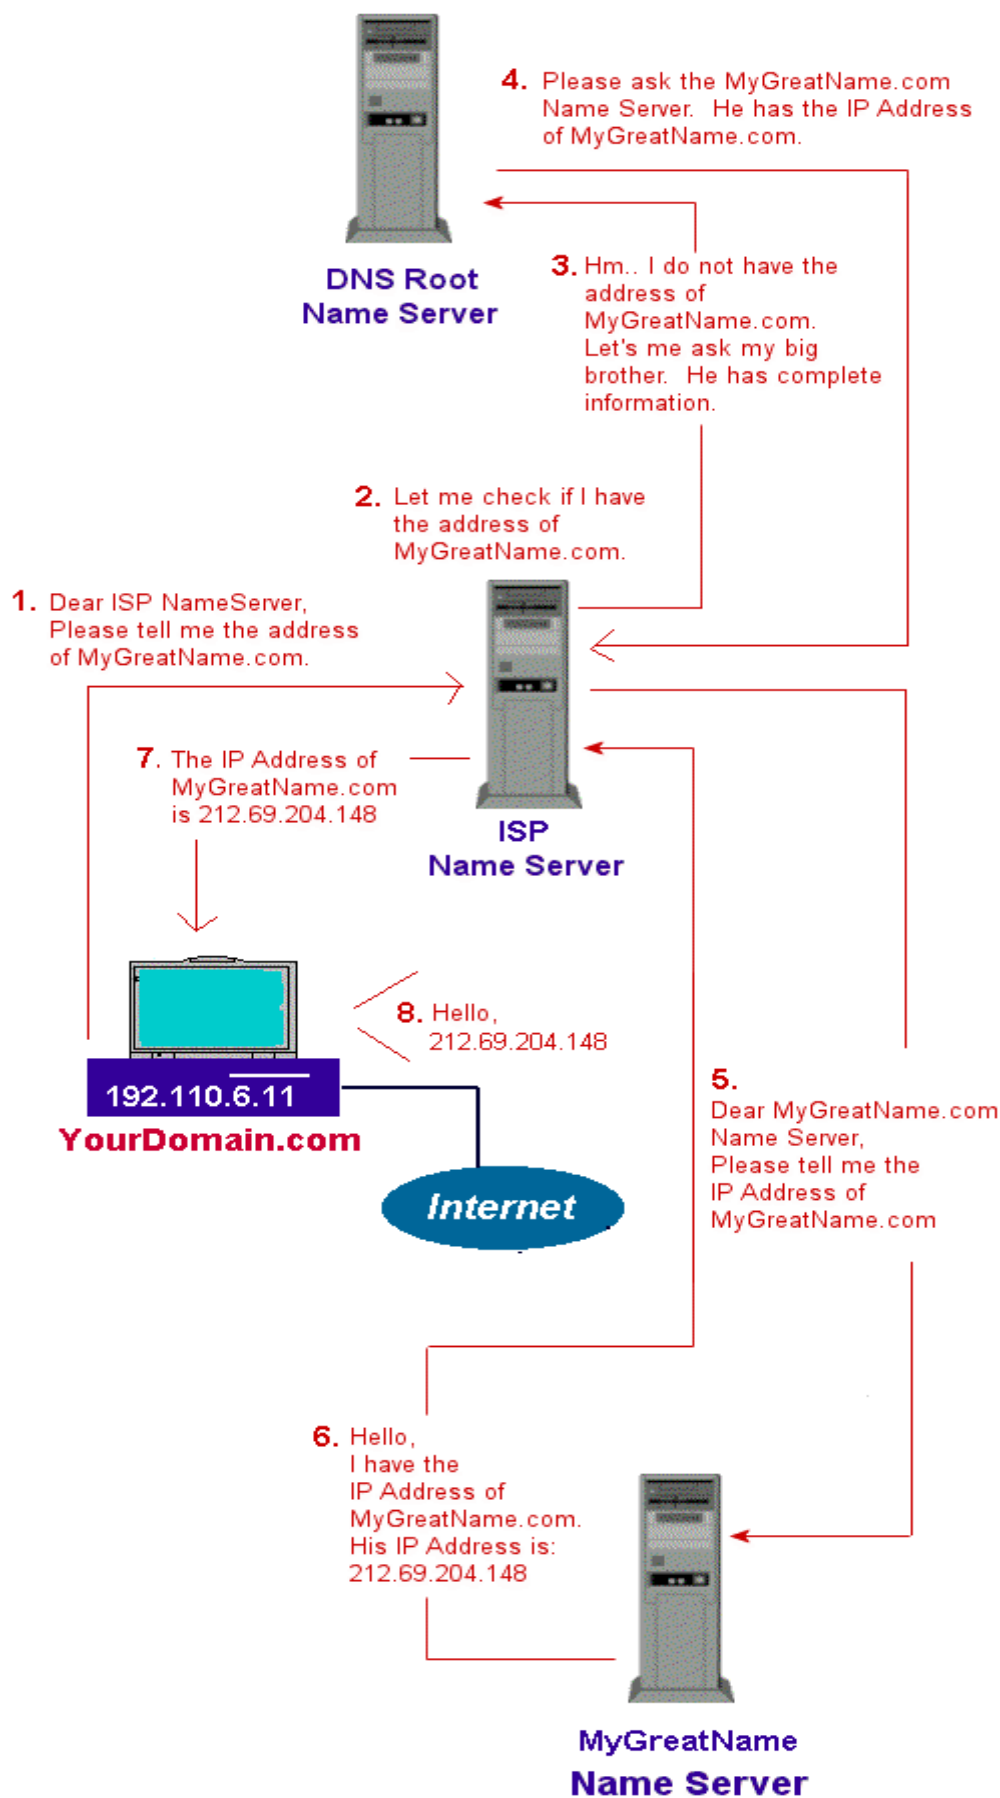 4. Please ask the MyGreatName.com
Name Server. He has the IP Address
of MyGreatName.com.
DNS Root
Name Server
3. Hm.. I do not have the
address of
MyGreatName.com.
Let's me ask my big
brother. He has complete
information.
2. Let me check if I have
the address of
MyGreatName.com.
1. Dear ISP NameServer,
Please tell me the address
of MyGreatName.com.
7. The IP Address of
MyGreatName.com
is 212.69.204.148
ISP
Name Server
8. Hello,
212.69.204.148
192.110.6.11
YourDomain.com
Internet
5.
Dear MyGreatName.com
Name Server,
Please tell me the
IP Address of
MyGreatName.com
6. Hello,
I have the
IP Address of
MyGreatName.com.
His IP Address is:
212.69.204.148
MyGreatName
Name Server